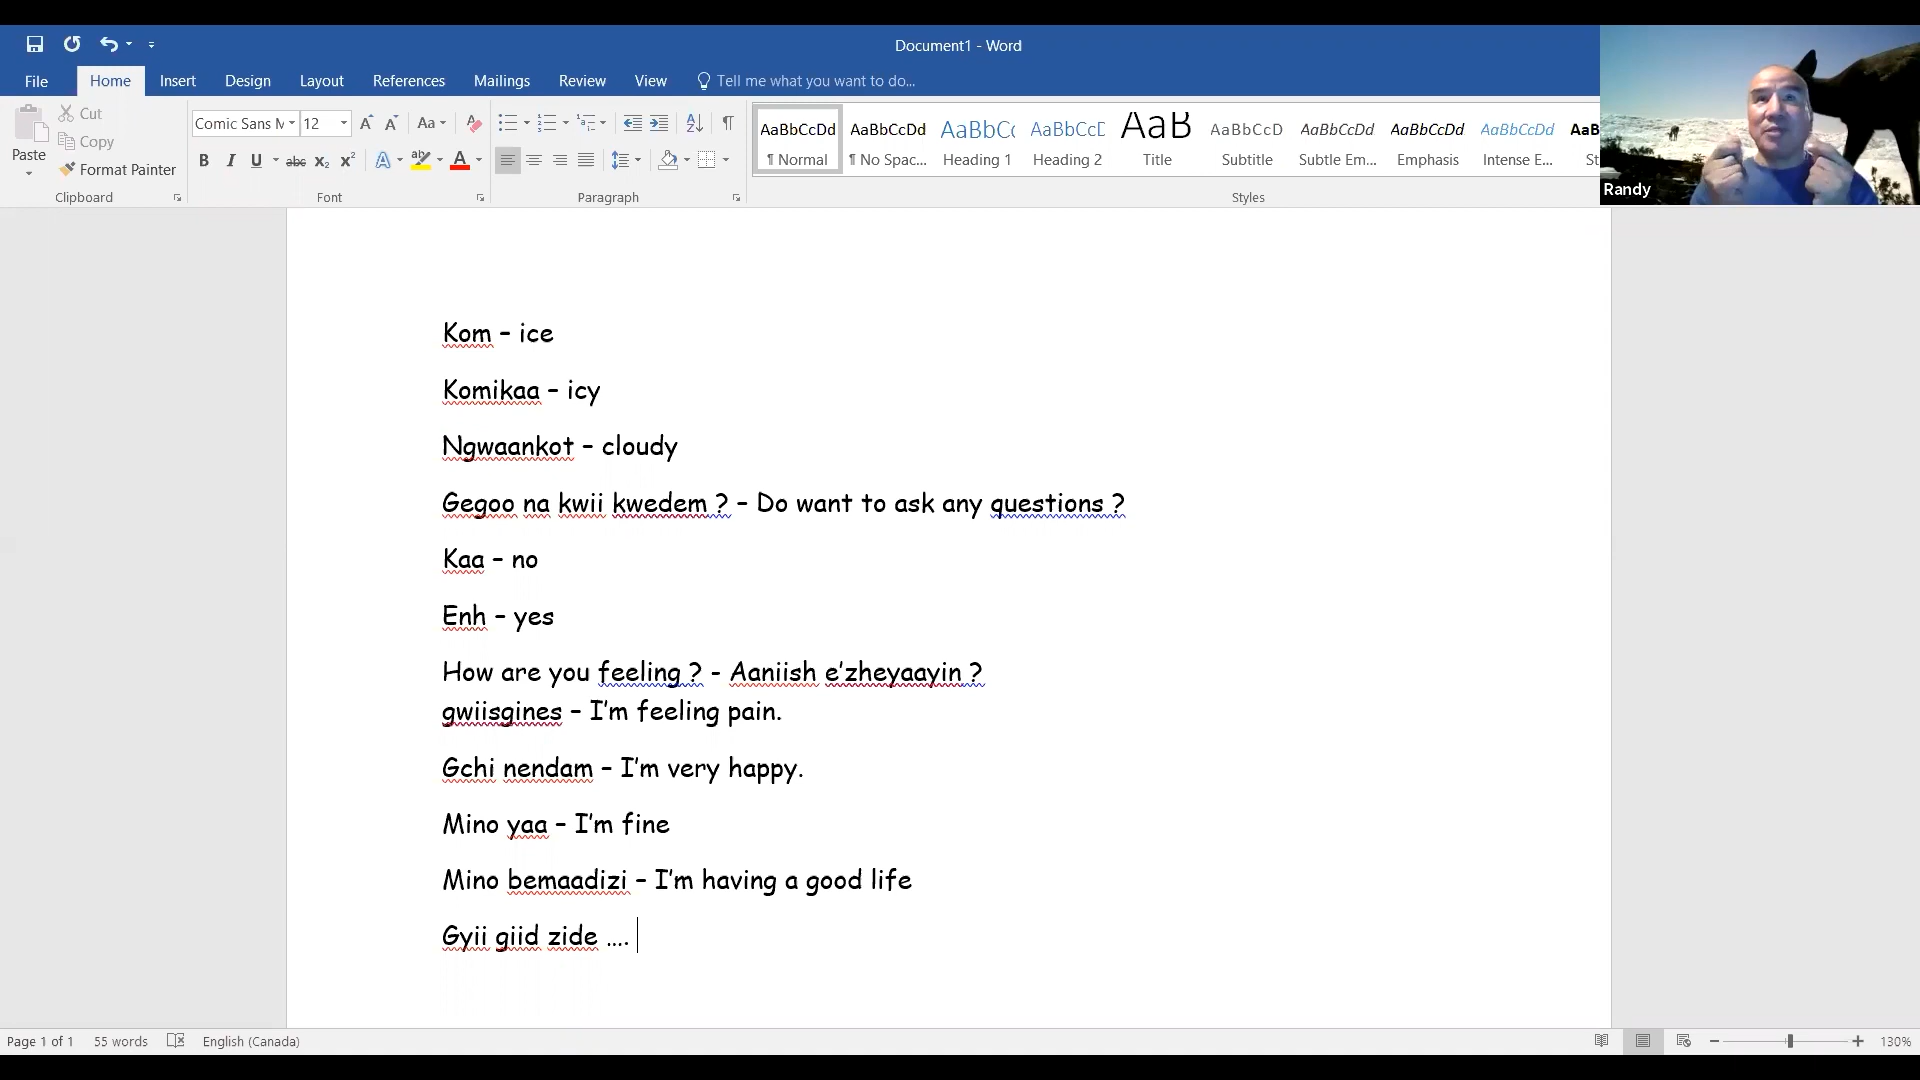 Document1 - Word
File Home Insert Design Layout References Mailings Review View Tell me what you want to do...
Cut
Copy
Format Painter
Paste
Clipboard
Comic Sans M 12
Font
Paragraph
AaBbCcDd AaBbCcDd AaBbCc AaBbCcD AaB AaBbCcD AaBbCcDd AaBbCcDd AaBbCcDd AaBb
¶ Normal ¶ No Spac... Heading 1 Heading 2 Title Subtitle Subtle Em... Emphasis Intense E... St
Styles
Randy
Kom – ice
Komikaa – icy
Ngwaankot – cloudy
Gegoo na kwii kwedem ? – Do want to ask any questions ?
Kaa – no
Enh – yes
How are you feeling ? - Aaniish e’zheyaayin ?
gwiisgines – I’m feeling pain.
Gchi nendam – I’m very happy.
Mino yaa – I’m fine
Mino bemaadizi – I’m having a good life
Gyii giid zide ....
Page 1 of 1 55 words English (Canada) 130%